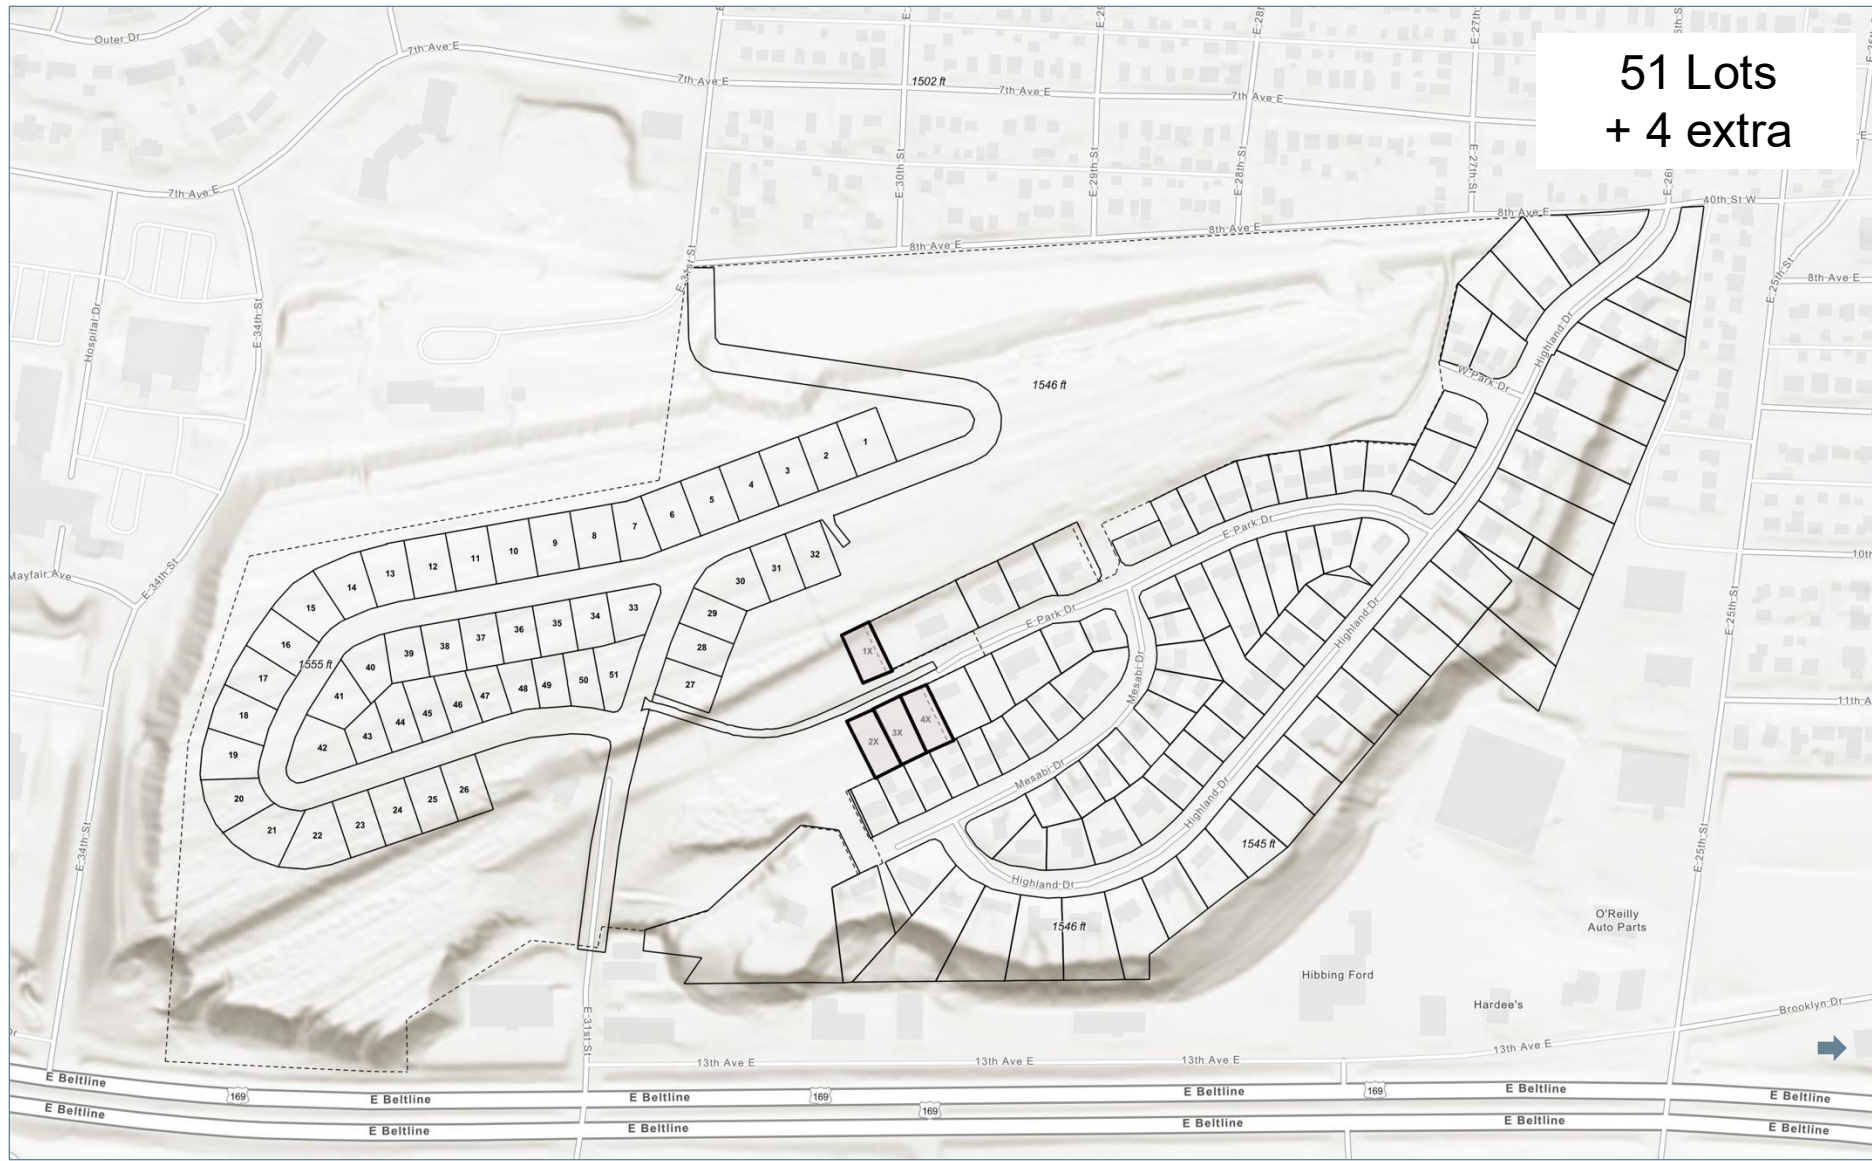 51 Lots
+ 4 extra
Outer Dr
7th Ave E
7th Ave E
7th Ave E
7th Ave E
7th Ave E
1502 ft
E 30th St
E 29th St
E 28th St
E 27th St
40th St W
8th Ave E
8th Ave E
8th Ave E
8th Ave E
E 31st St
E 25th St
Hospital Dr
E 34th St
E 34th St
E 34th St
Mayfair Ave
1546 ft
Highland Dr
W Park Dr
E Park Dr
E Park Dr
Mesabi Dr
Mesabi Dr
Highland Dr
Highland Dr
Highland Dr
1555 ft
1545 ft
1546 ft
1
2
3
4
5
6
7
8
9
10
11
12
13
14
15
16
17
18
19
20
21
22
23
24
25
26
27
28
29
30
31
32
33
34
35
36
37
38
39
40
41
42
43
44
45
46
47
48
49
50
51
1X
2X
3X
4X
10th
11th A
E 25th St
E 25th St
O'Reilly
Auto Parts
Hibbing Ford
Hardee's
Brooklyn Dr
E 31st St
13th Ave E
13th Ave E
13th Ave E
13th Ave E
E Beltline
E Beltline
E Beltline
E Beltline
E Beltline
E Beltline
169
169
169
169
E Beltline
E Beltline
E Beltline
E Beltline
E Beltline
E Beltline